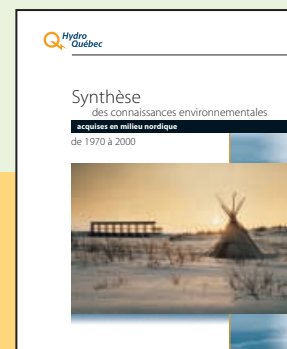 Hydro
Québec
Synthèse
des connaissances environnementales
acquises en milieu nordique
de 1970 à 2000